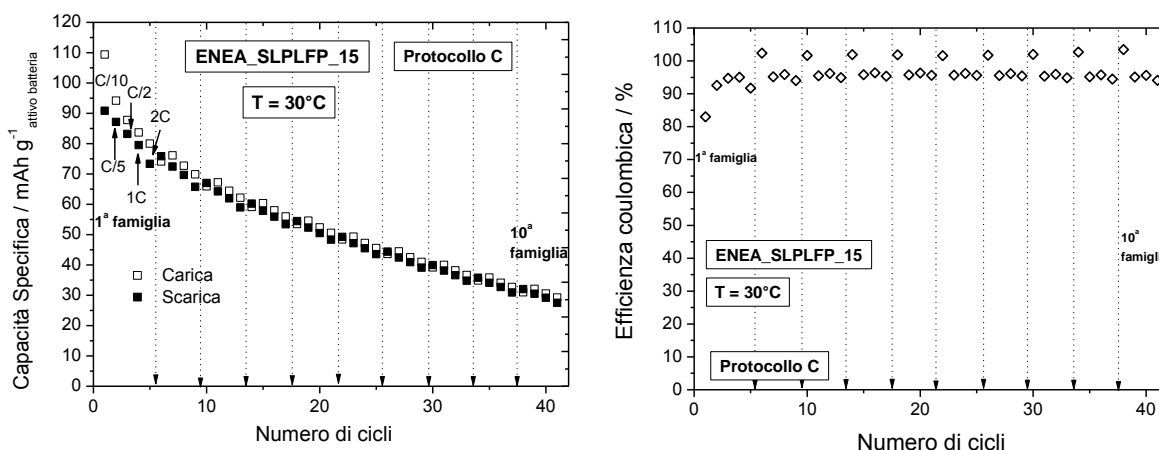 Capacità Specifica / mAh g⁻¹ attivo batteria
120
110
100
90
80
70
60
50
40
30
20
10
0
ENEA_SLPLFP_15
Protocollo C
T = 30°C
C/10
C/2
2C
C/5
1C
1ª famiglia
10ª
famiglia
Carica
Scarica
0
10
20
30
40
Numero di cicli
Efficienza coulombica / %
110
100
90
80
70
60
50
40
30
20
10
0
1ª famiglia
10ª
famiglia
ENEA_SLPLFP_15
T = 30°C
Protocollo C
0
10
20
30
40
Numero di cicli